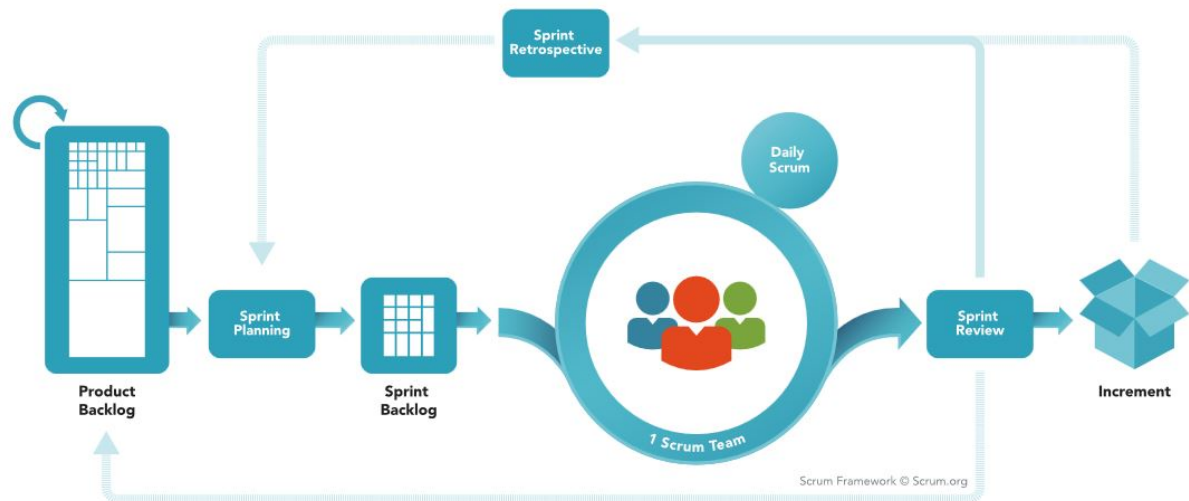 Sprint
Retrospective
Daily
Scrum
Sprint
Planning
Sprint
Review
Product
Backlog
Sprint
Backlog
Increment
1 Scrum Team
Scrum Framework © Scrum.org